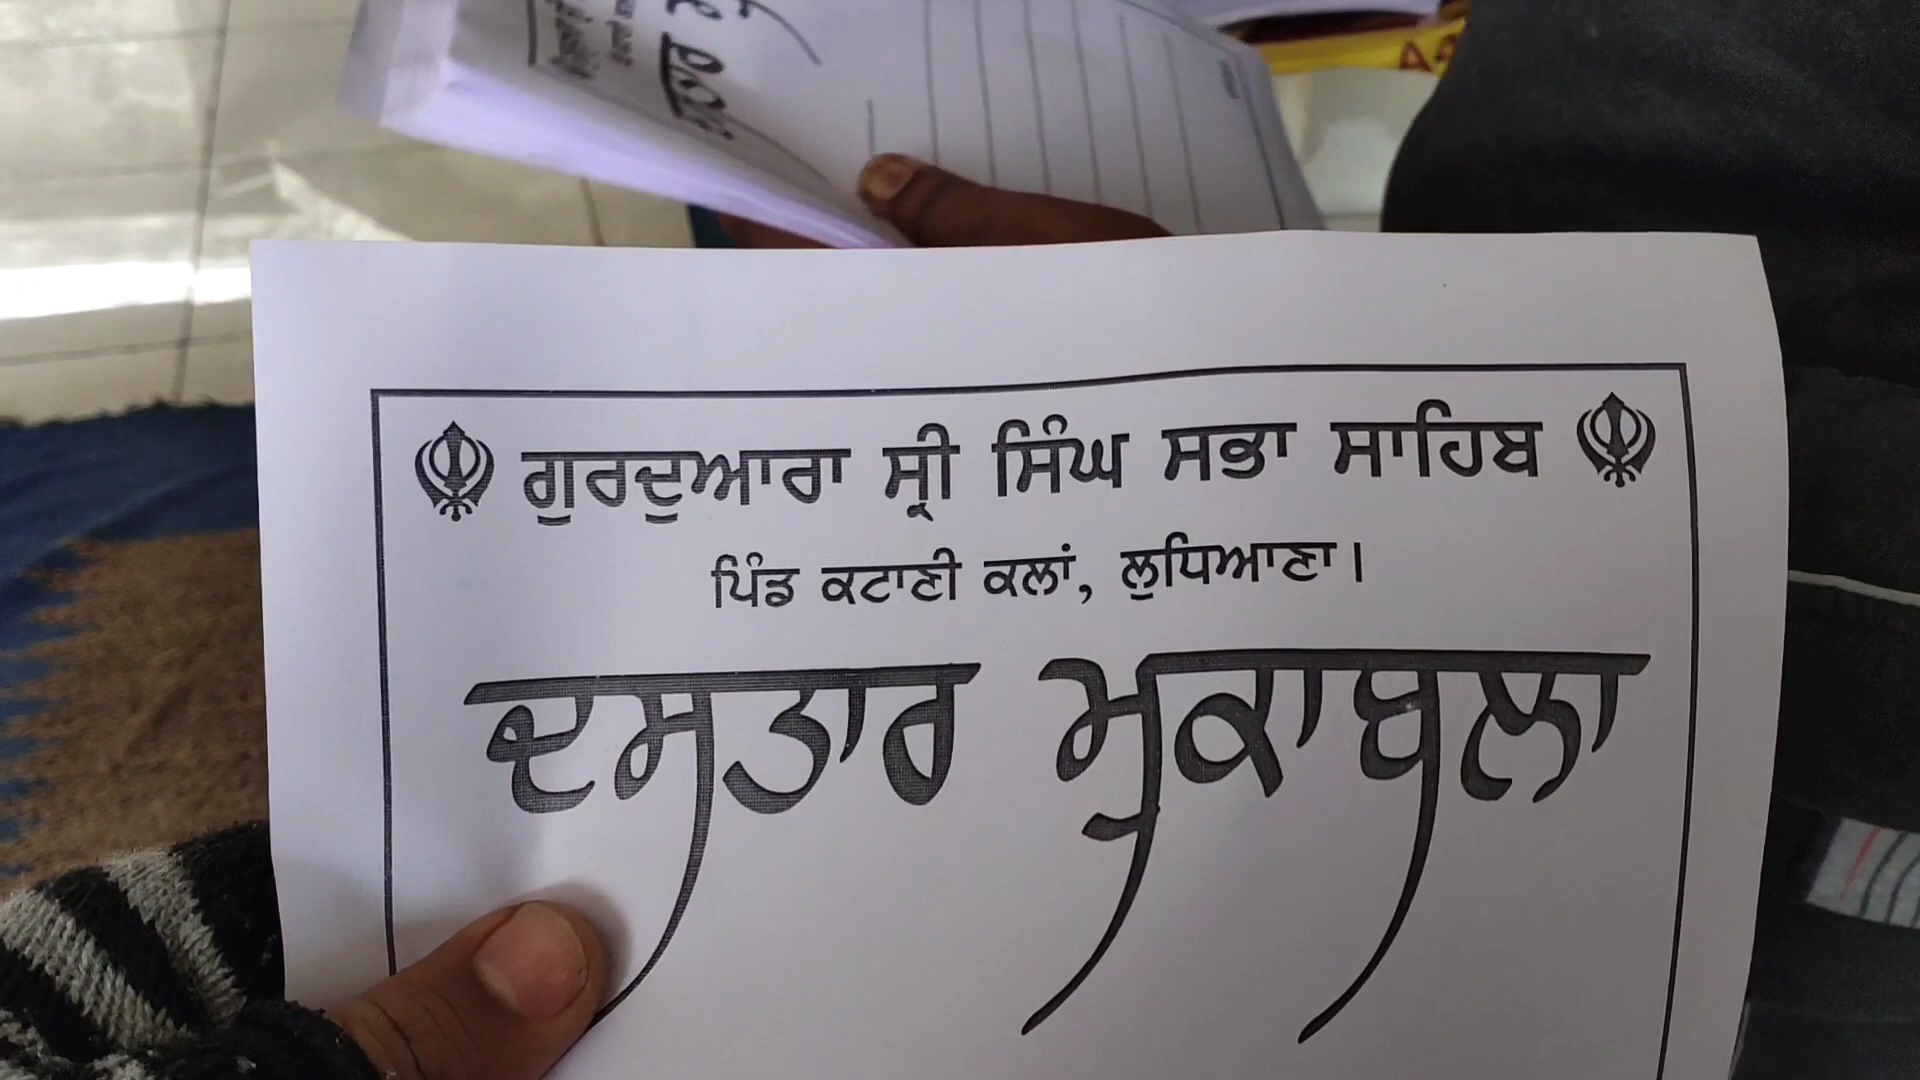 ਗੁਰਦੁਆਰਾ ਸ੍ਰੀ ਸਿੰਘ ਸਭਾ ਸਾਹਿਬ
ਪਿੰਡ ਕਟਾਣੀ ਕਲਾਂ, ਲੁਧਿਆਣਾ।
ਦਸਤਾਰ ਮੁਕਾਬਲਾ